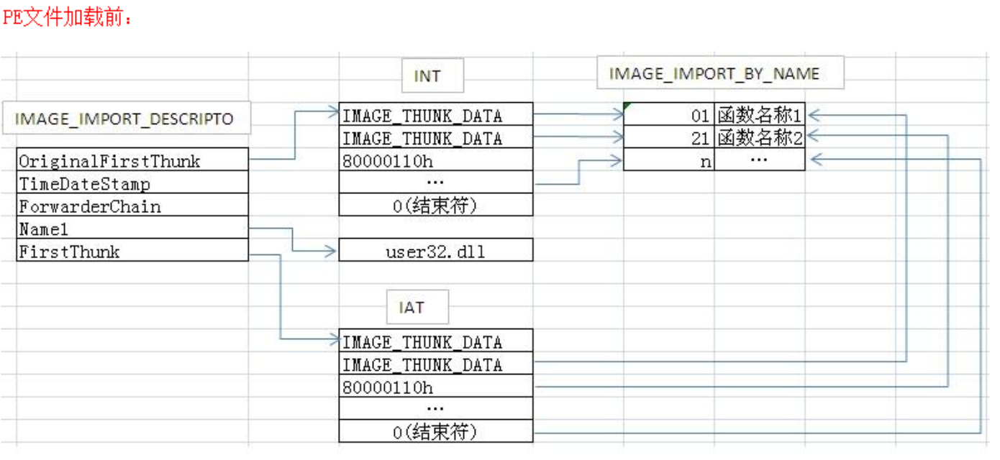 PE文件加载前：
INT
IMAGE_IMPORT_BY_NAME
IMAGE_IMPORT_DESCRIPTO
IMAGE_THUNK_DATA
01 函数名称1
IMAGE_THUNK_DATA
21 函数名称2
OriginalFirstThunk
80000110h
n …
TimeDateStamp
…
ForwarderChain
0(结束符)
Name1
FirstThunk
user32.dll
IAT
IMAGE_THUNK_DATA
IMAGE_THUNK_DATA
80000110h
…
0(结束符)